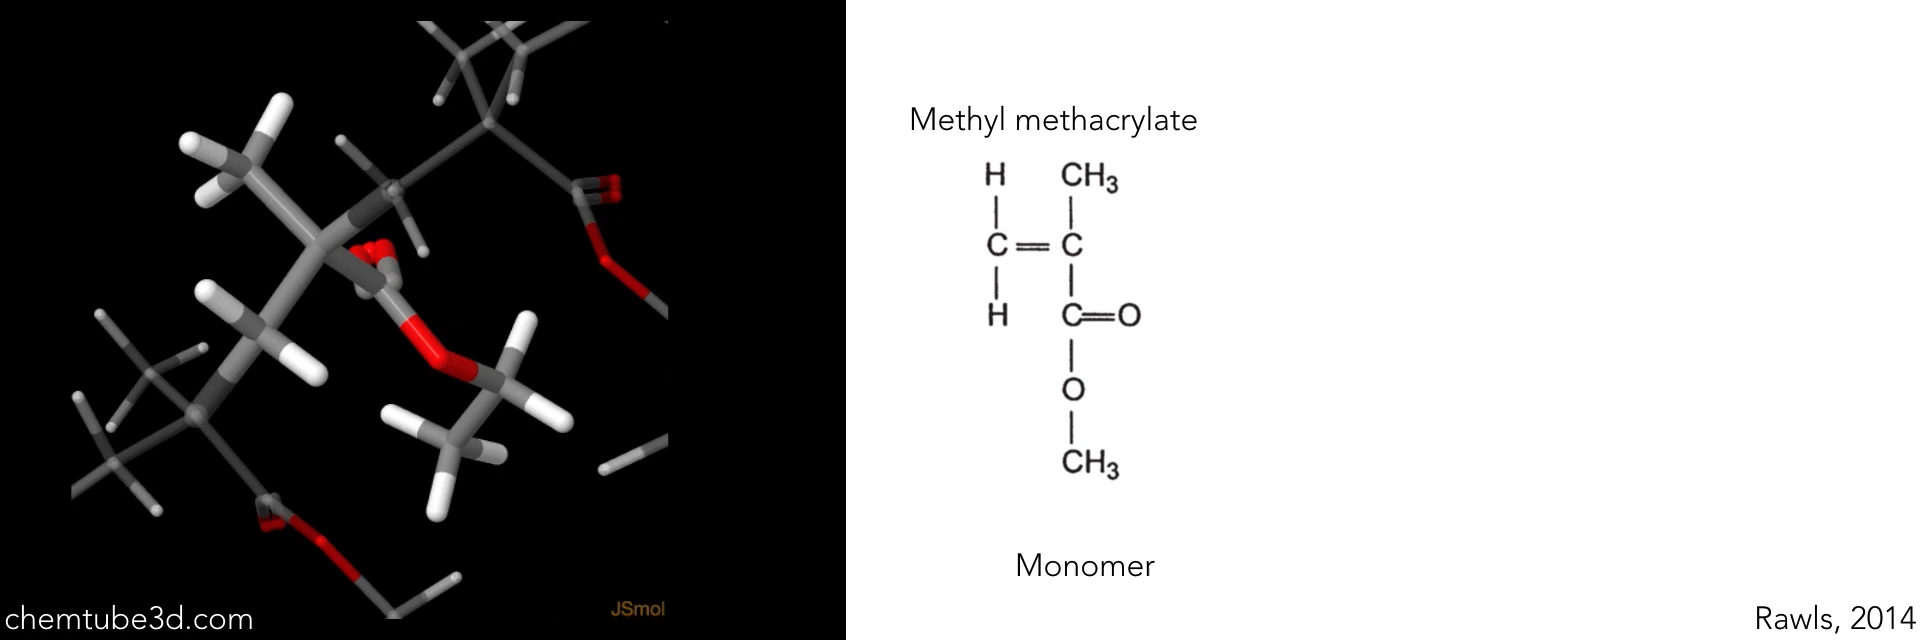 chemtube3d.com
JSmol
Methyl methacrylate
H CH3
C=C
H C=O
O
CH3
Monomer
Rawls, 2014